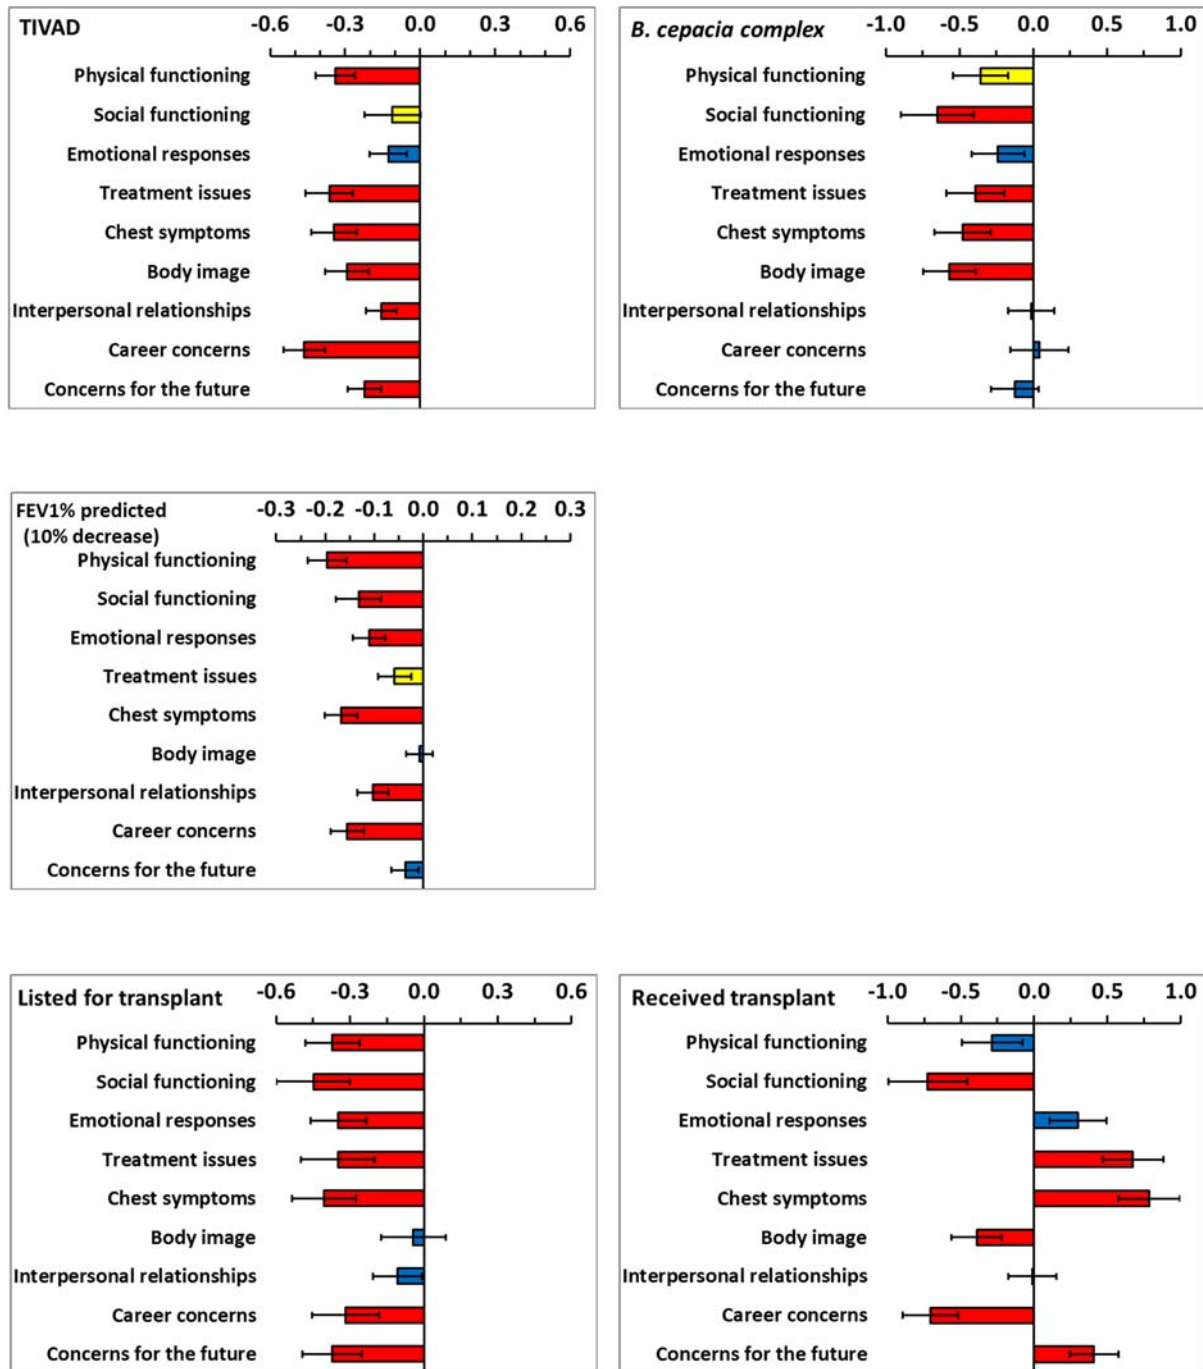 TIVAD
-0.6 -0.3 0.0 0.3 0.6
Physical functioning
Social functioning
Emotional responses
Treatment issues
Chest symptoms
Body image
Interpersonal relationships
Career concerns
Concerns for the future
B. cepacia complex
-1.0 -0.5 0.0 0.5 1.0
Physical functioning
Social functioning
Emotional responses
Treatment issues
Chest symptoms
Body image
Interpersonal relationships
Career concerns
Concerns for the future
FEV1% predicted
(10% decrease)
-0.3 -0.2 -0.1 0.0 0.1 0.2 0.3
Physical functioning
Social functioning
Emotional responses
Treatment issues
Chest symptoms
Body image
Interpersonal relationships
Career concerns
Concerns for the future
Listed for transplant
-0.6 -0.3 0.0 0.3 0.6
Physical functioning
Social functioning
Emotional responses
Treatment issues
Chest symptoms
Body image
Interpersonal relationships
Career concerns
Concerns for the future
Received transplant
-1.0 -0.5 0.0 0.5 1.0
Physical functioning
Social functioning
Emotional responses
Treatment issues
Chest symptoms
Body image
Interpersonal relationships
Career concerns
Concerns for the future